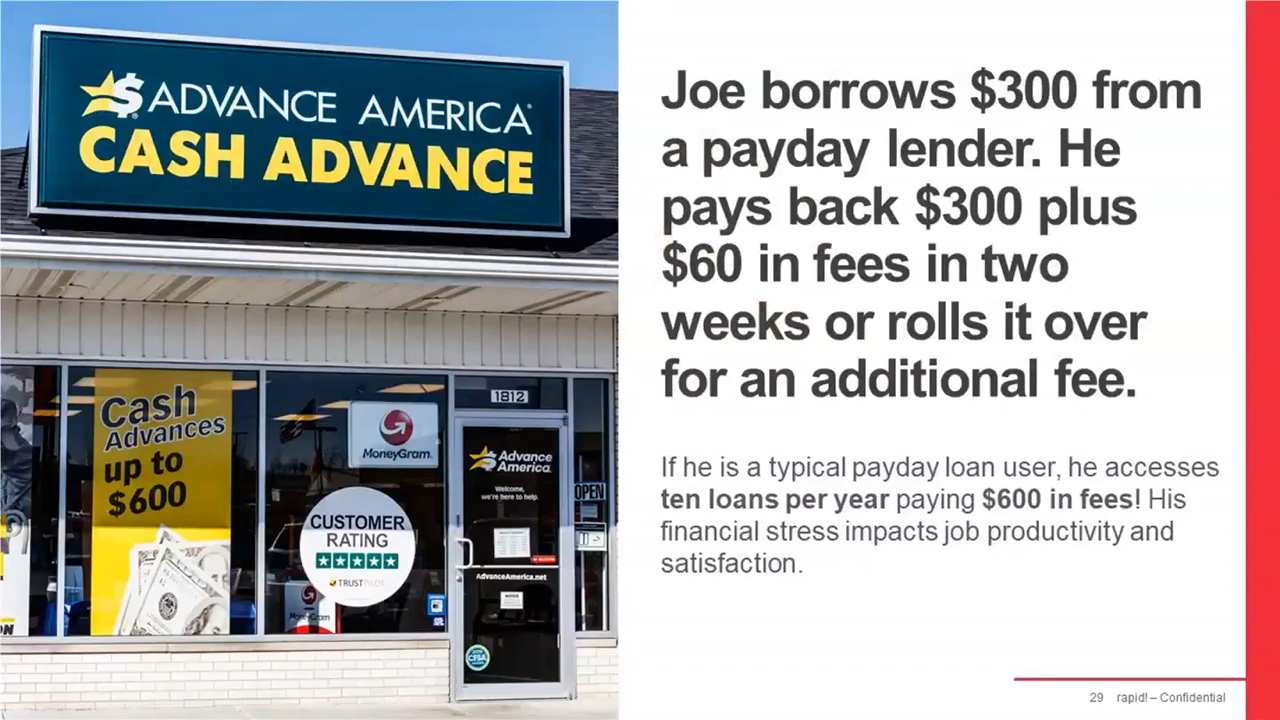 ADVANCE AMERICA
CASH ADVANCE
Cash
Advances
up to
$600
MoneyGram
CUSTOMER
RATING
TRUSTPILOT
MoneyGram
1812
Advance
America
Welcome,
we're here to help.
AdvanceAmerica.net
NOTICE
OPEN
Joe borrows $300 from
a payday lender. He
pays back $300 plus
$60 in fees in two
weeks or rolls it over
for an additional fee.
If he is a typical payday loan user, he accesses
ten loans per year paying $600 in fees! His
financial stress impacts job productivity and
satisfaction.
29 rapid! – Confidential